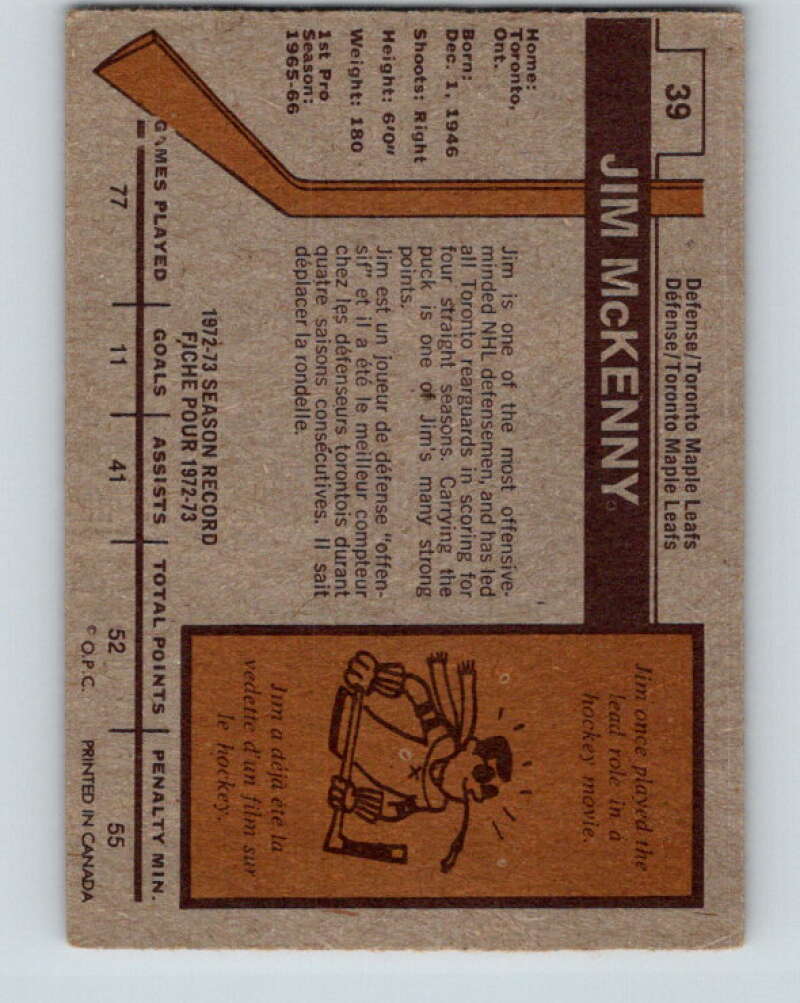 39
JIM McKENNY
Defense/Toronto Maple Leafs
Défense/Toronto Maple Leafs
Home:
Toronto,
Ont.
Born:
Dec. 1, 1946
Shoots: Right
Height: 6'0"
Weight: 180
1st Pro
Season:
1965-66
Jim is one of the most offensive-
minded NHL defensemen, and has led
all Toronto rearguards in scoring for
four straight seasons. Carrying the
puck is one of Jim's many strong
points.
Jim est un joueur de défense "offen-
sif" et il a été le meilleur compteur
chez les défenseurs torontois durant
quatre saisons consécutives. Il sait
déplacer la rondelle.
Jim once played the
lead role in a
hockey movie.
Jim a déjà été la
vedette d'un film sur
le hockey.
1972-73 SEASON RECORD
FICHE POUR 1972-73
GAMES PLAYED GOALS ASSISTS TOTAL POINTS PENALTY MIN.
77 11 41 52 55
© O.P.C. PRINTED IN CANADA